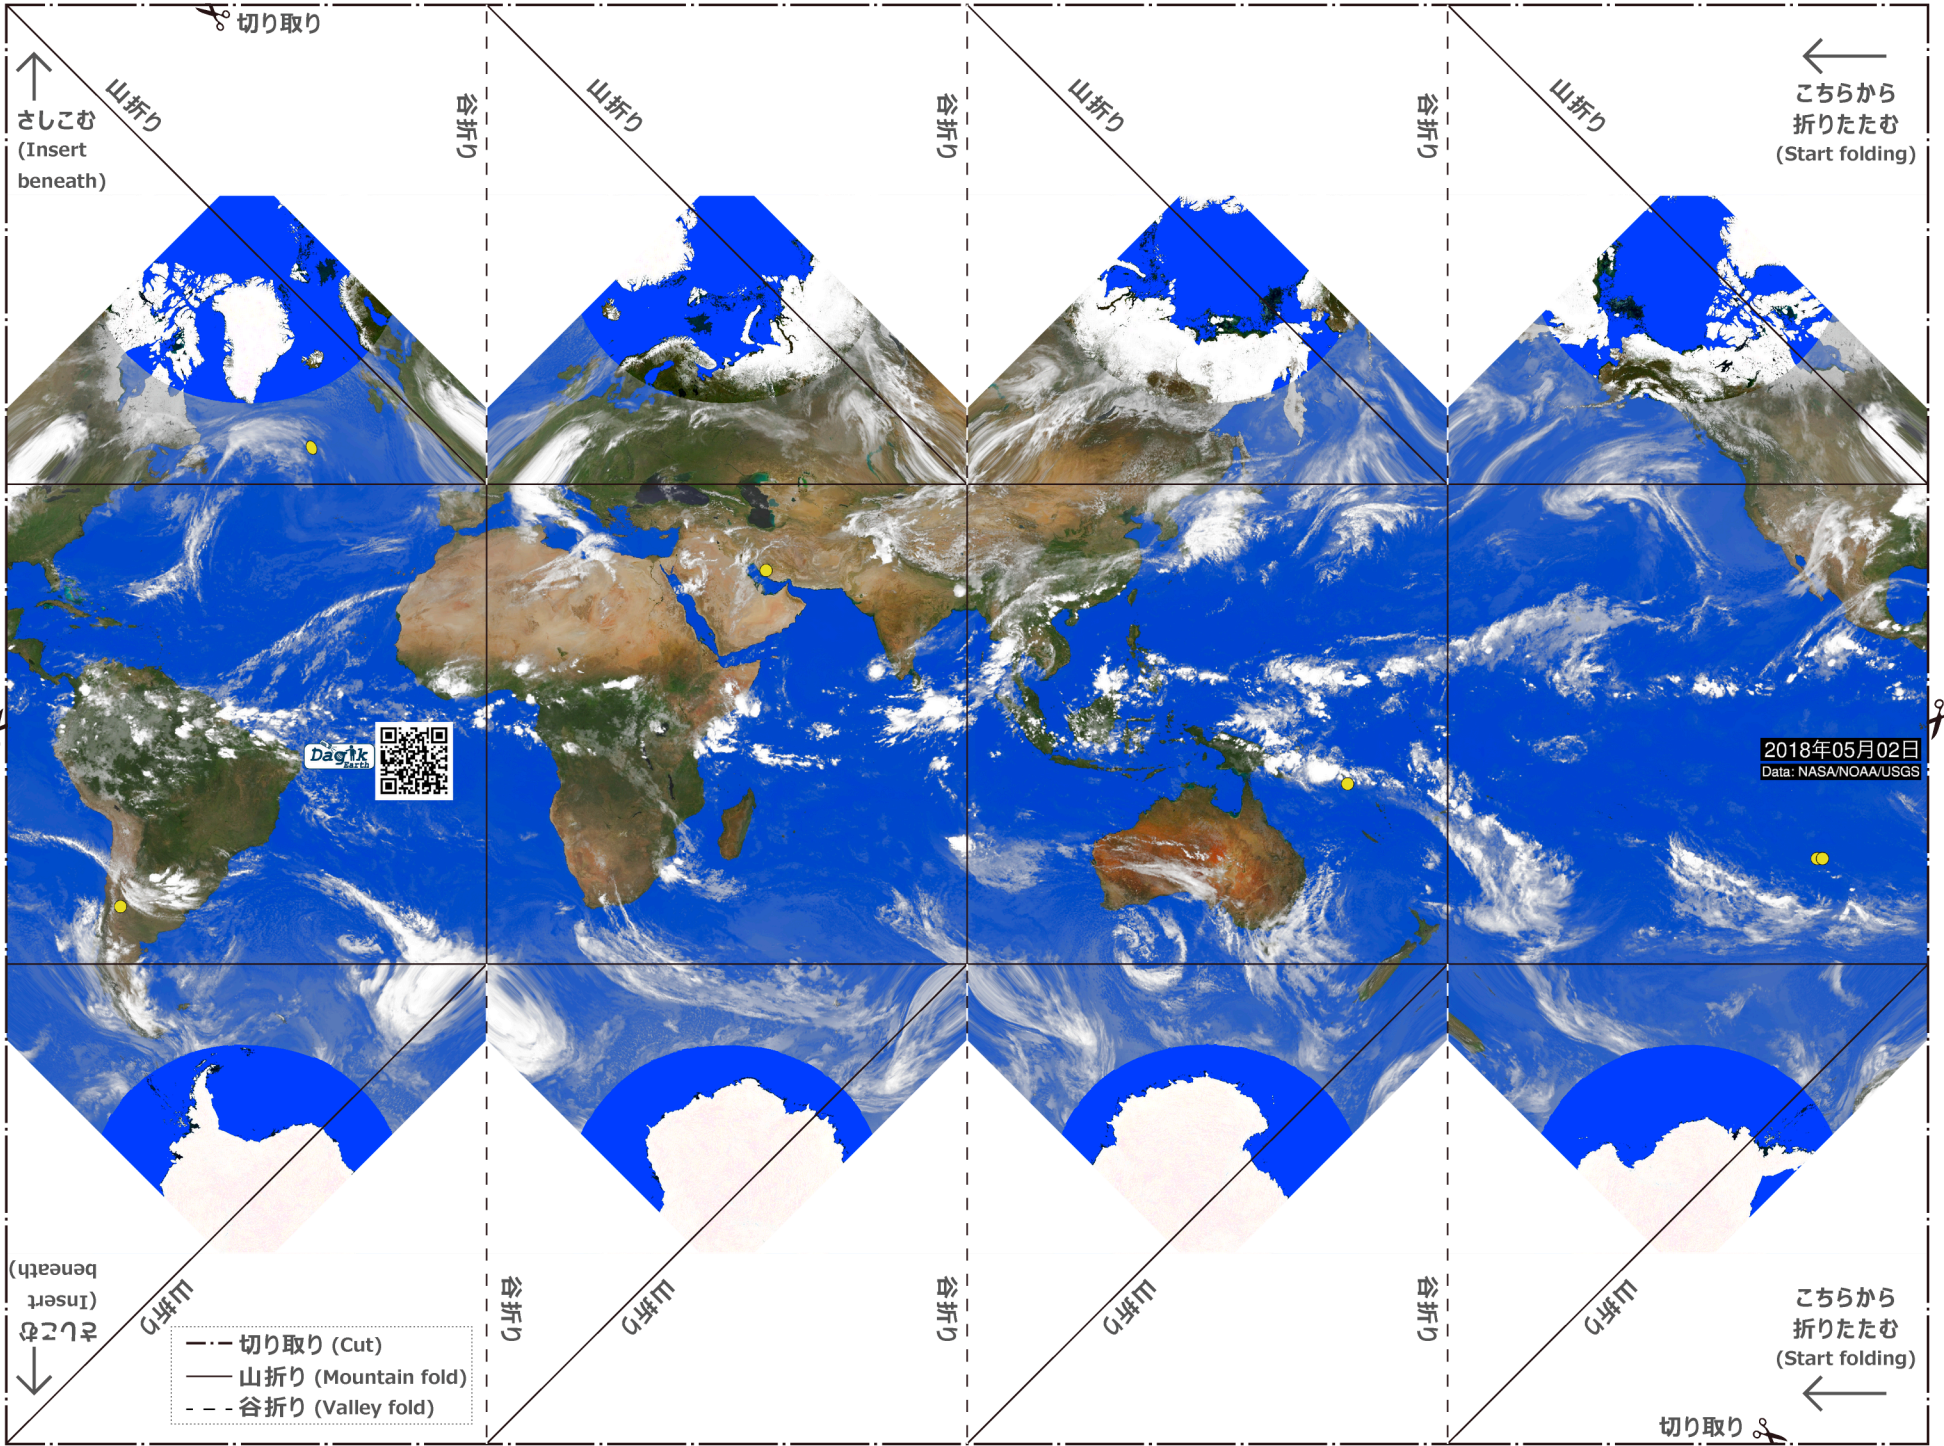 切り取り
山折り
谷折り
山折り
谷折り
山折り
谷折り
山折り
さしこむ
(Insert
beneath)
こちらから
折りたたむ
(Start folding)
Dagik
Earth
2018年05月02日
Data: NASA/NOAA/USGS
さしこむ
(Insert
beneath)
山折り
谷折り
山折り
谷折り
山折り
谷折り
山折り
切り取り (Cut)
山折り (Mountain fold)
谷折り (Valley fold)
こちらから
折りたたむ
(Start folding)
切り取り